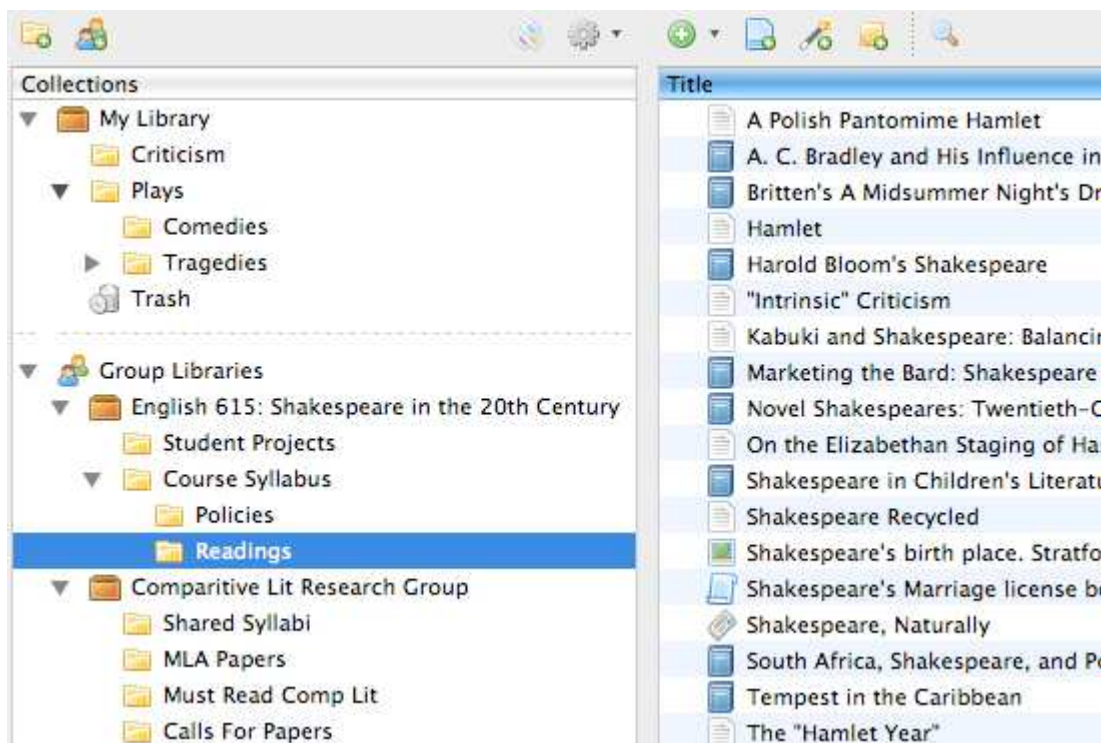 Collections
My Library
Criticism
Plays
Comedies
Tragedies
Trash
Group Libraries
English 615: Shakespeare in the 20th Century
Student Projects
Course Syllabus
Policies
Readings
Comparitive Lit Research Group
Shared Syllabi
MLA Papers
Must Read Comp Lit
Calls For Papers
Title
A Polish Pantomime Hamlet
A. C. Bradley and His Influence in
Britten's A Midsummer Night's Dr
Hamlet
Harold Bloom's Shakespeare
"Intrinsic" Criticism
Kabuki and Shakespeare: Balancin
Marketing the Bard: Shakespeare
Novel Shakespeares: Twentieth-C
On the Elizabethan Staging of Ha
Shakespeare in Children's Literatu
Shakespeare Recycled
Shakespeare's birth place. Stratfo
Shakespeare's Marriage license bo
Shakespeare, Naturally
South Africa, Shakespeare, and Po
Tempest in the Caribbean
The "Hamlet Year"